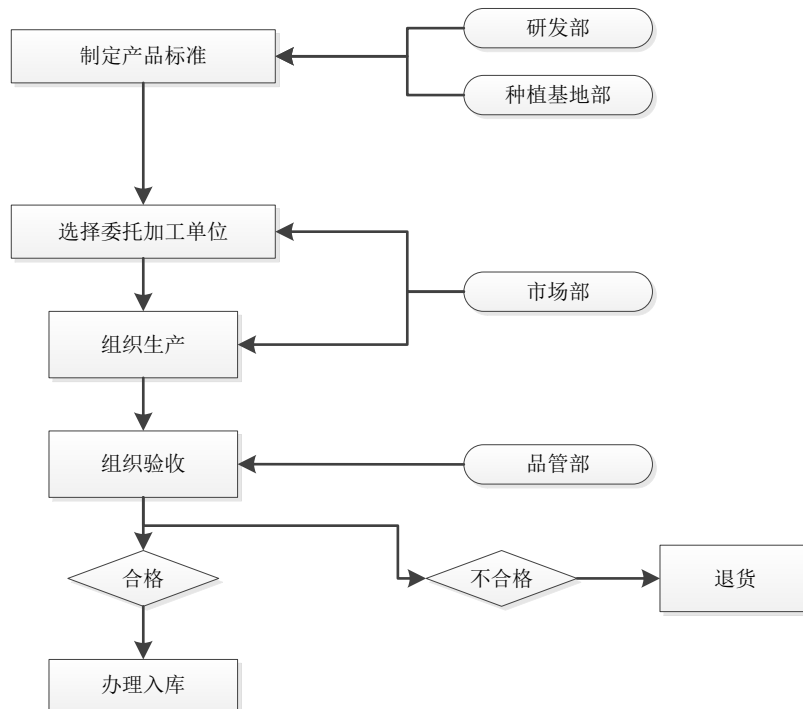 研发部
制定产品标准
种植基地部
选择委托加工单位
市场部
组织生产
组织验收
品管部
合格
不合格
退货
办理入库